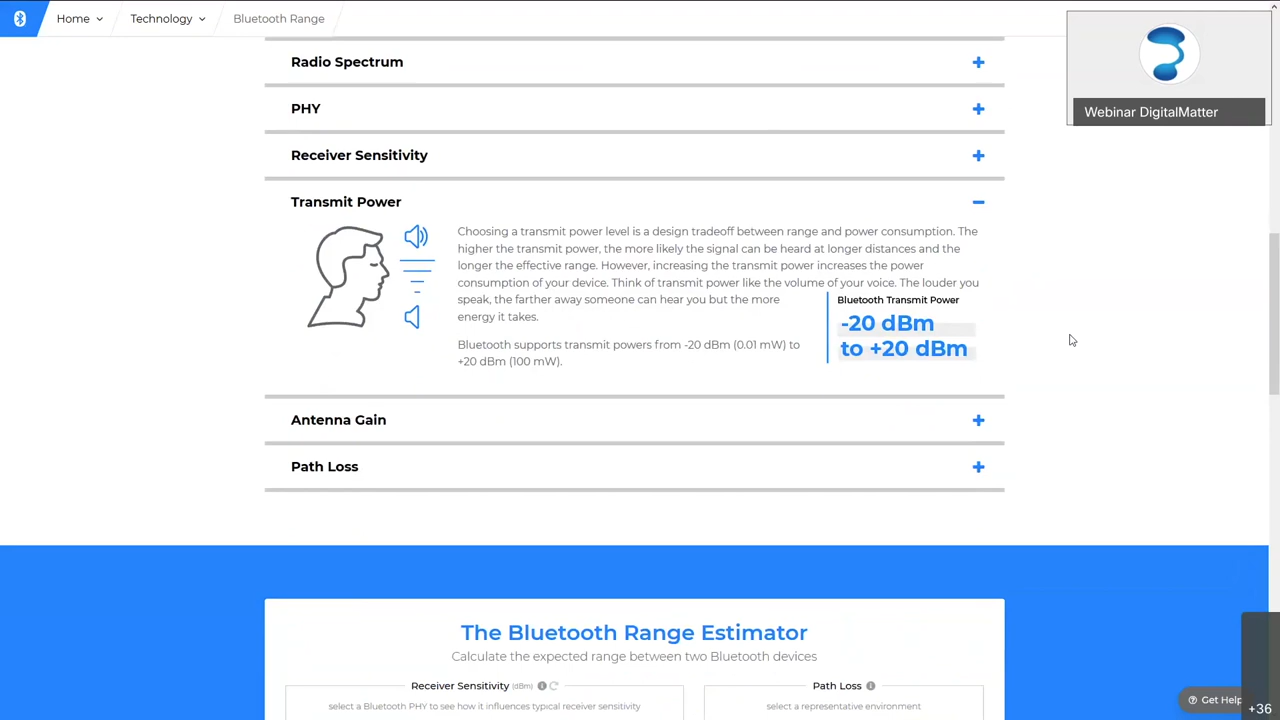 Home
Technology
Bluetooth Range
Webinar DigitalMatter
Radio Spectrum
PHY
Receiver Sensitivity
Transmit Power
Choosing a transmit power level is a design tradeoff between range and power consumption. The
higher the transmit power, the more likely the signal can be heard at longer distances and the
longer the effective range. However, increasing the transmit power increases the power
consumption of your device. Think of transmit power like the volume of your voice. The louder you
speak, the farther away someone can hear you but the more
energy it takes.
Bluetooth supports transmit powers from -20 dBm (0.01 mW) to
+20 dBm (100 mW).
Bluetooth Transmit Power
-20 dBm
to +20 dBm
Antenna Gain
Path Loss
The Bluetooth Range Estimator
Calculate the expected range between two Bluetooth devices
Receiver Sensitivity (dBm)
select a Bluetooth PHY to see how it influences typical receiver sensitivity
Path Loss
select a representative environment
Get Help
+36